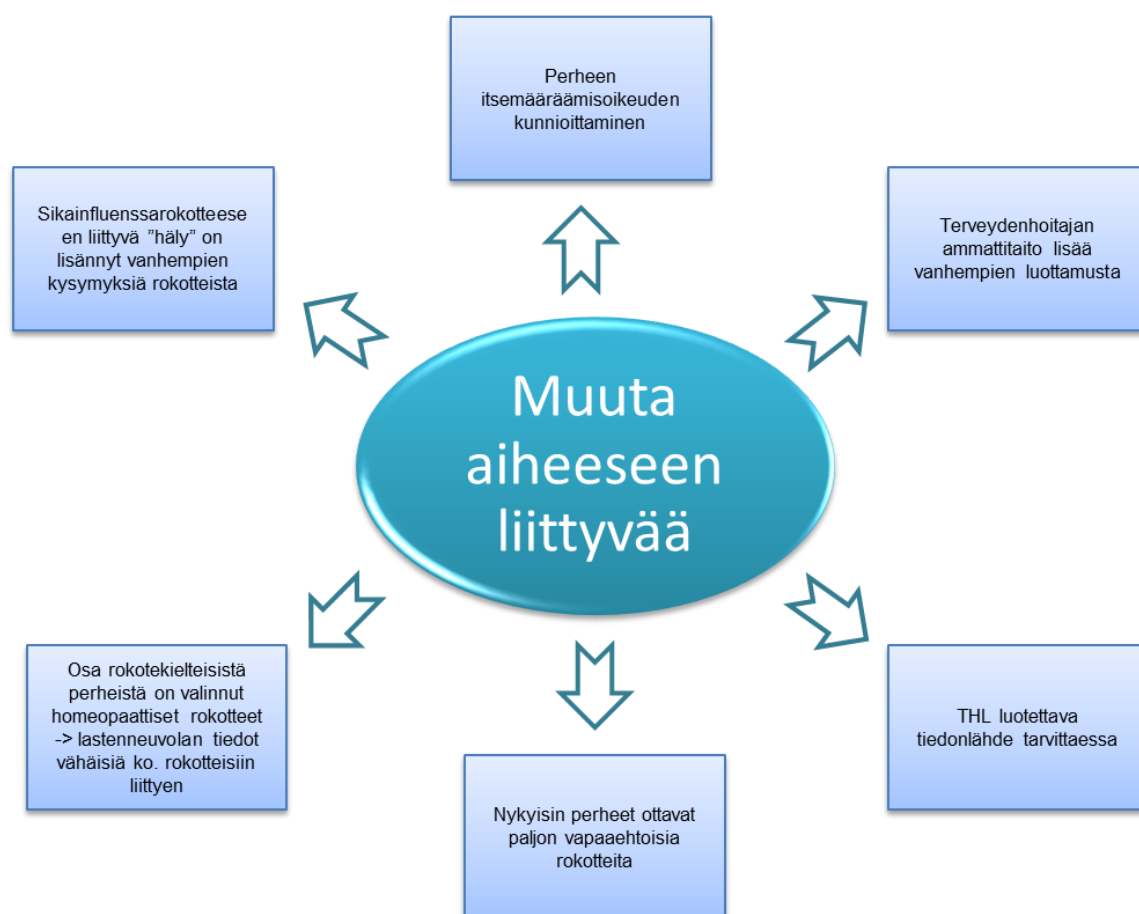 Perheen
itsemääräämisoikeuden
kunnioittaminen
Sikainfluenssarokotteese
en liittyvä ”häly” on
lisännyt vanhempien
kysymyksiä rokotteista
Terveydenhoitajan
ammattitaito lisää
vanhempien luottamusta
Muuta
aiheeseen
liittyvää
Osa rokotekielteisistä
perheistä on valinnut
homeopaattiset rokotteet
-> lastenneuvolan tiedot
vähäisiä ko. rokotteisiin
liittyen
THL luotettava
tiedonlähde tarvittaessa
Nykyisin perheet ottavat
paljon vapaaehtoisia
rokotteita